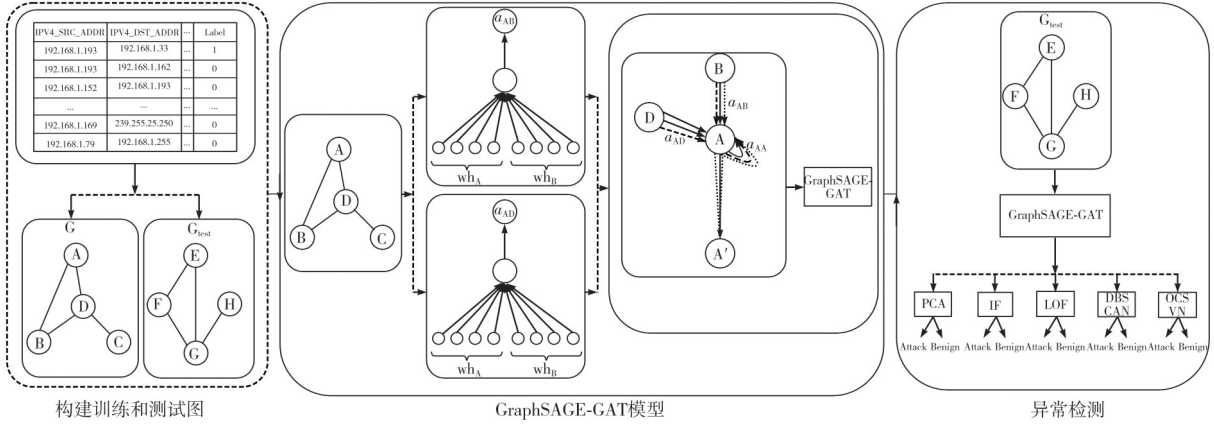 IPV4_SRC_ADDR IPV4_DST_ADDR ... Label
192.168.1.193 192.168.1.33 ... 1
192.168.1.193 192.168.1.162 ... 0
192.168.1.152 192.168.1.193 ... 0
... ... ... ...
192.168.1.169 239.255.25.250 ... 0
192.168.1.79 192.168.1.255 ... 0
G
A
D
B
C
Gtest
E
F
H
G
构建训练和测试图
A
D
B
C
aAB
whA whB
aAD
whA whB
B
aAB
D
aAD
A
aAA
A′
GraphSAGE-
GAT
GraphSAGE-GAT模型
Gtest
E
F
H
G
GraphSAGE-GAT
PCA
IF
LOF
DBS
CAN
OCS
VN
Attack Benign Attack Benign Attack Benign Attack Benign Attack Benign
异常检测